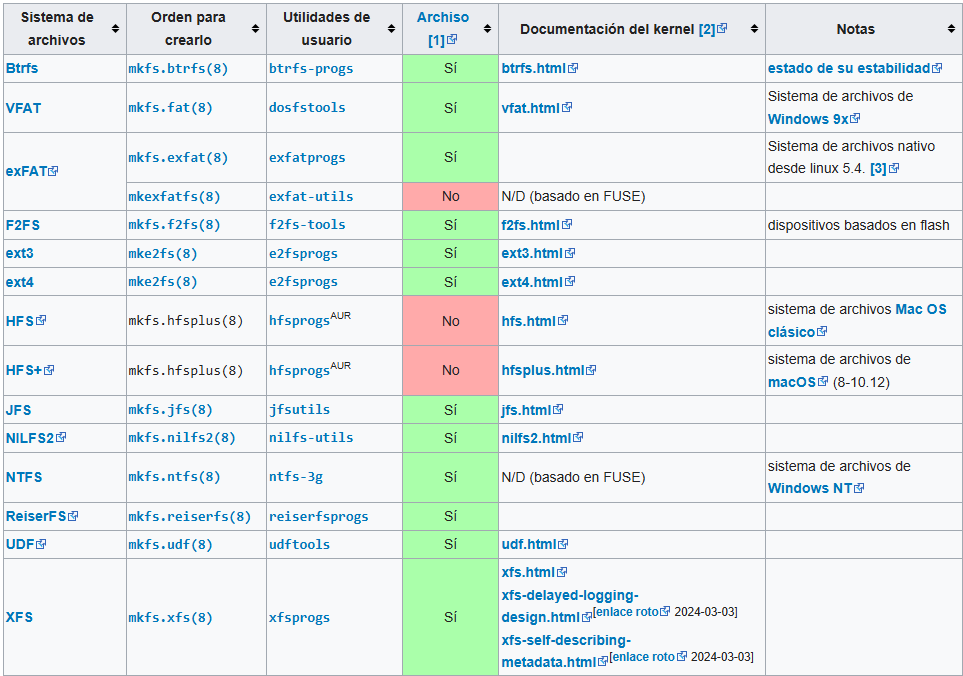 Sistema de archivos | Orden para crearlo | Utilidades de usuario | Archiso [1] | Documentación del kernel [2] | Notas
Btrfs | mkfs.btrfs(8) | btrfs-progs | Sí | btrfs.html | estado de su estabilidad
VFAT | mkfs.fat(8) | dosfstools | Sí | vfat.html | Sistema de archivos de Windows 9x
exFAT | mkfs.exfat(8) | exfatprogs | Sí | | Sistema de archivos nativo desde linux 5.4. [3]
mkexfatfs(8) | exfat-utils | No | N/D (basado en FUSE)
F2FS | mkfs.f2fs(8) | f2fs-tools | Sí | f2fs.html | dispositivos basados en flash
ext3 | mke2fs(8) | e2fsprogs | Sí | ext3.html
ext4 | mke2fs(8) | e2fsprogs | Sí | ext4.html
HFS | mkfs.hfsplus(8) | hfsprogsAUR | No | hfs.html | sistema de archivos Mac OS clásico
HFS+ | mkfs.hfsplus(8) | hfsprogsAUR | No | hfsplus.html | sistema de archivos de macOS (8-10.12)
JFS | mkfs.jfs(8) | jfsutils | Sí | jfs.html
NILFS2 | mkfs.nilfs2(8) | nilfs-utils | Sí | nilfs2.html
NTFS | mkfs.ntfs(8) | ntfs-3g | Sí | N/D (basado en FUSE) | sistema de archivos de Windows NT
ReiserFS | mkfs.reiserfs(8) | reiserfsprogs | Sí
UDF | mkfs.udf(8) | udftools | Sí | udf.html
XFS | mkfs.xfs(8) | xfsprogs | Sí | xfs.html
xfs-delayed-logging-
design.html[enlace roto 2024-03-03]
xfs-self-describing-
metadata.html[enlace roto 2024-03-03]